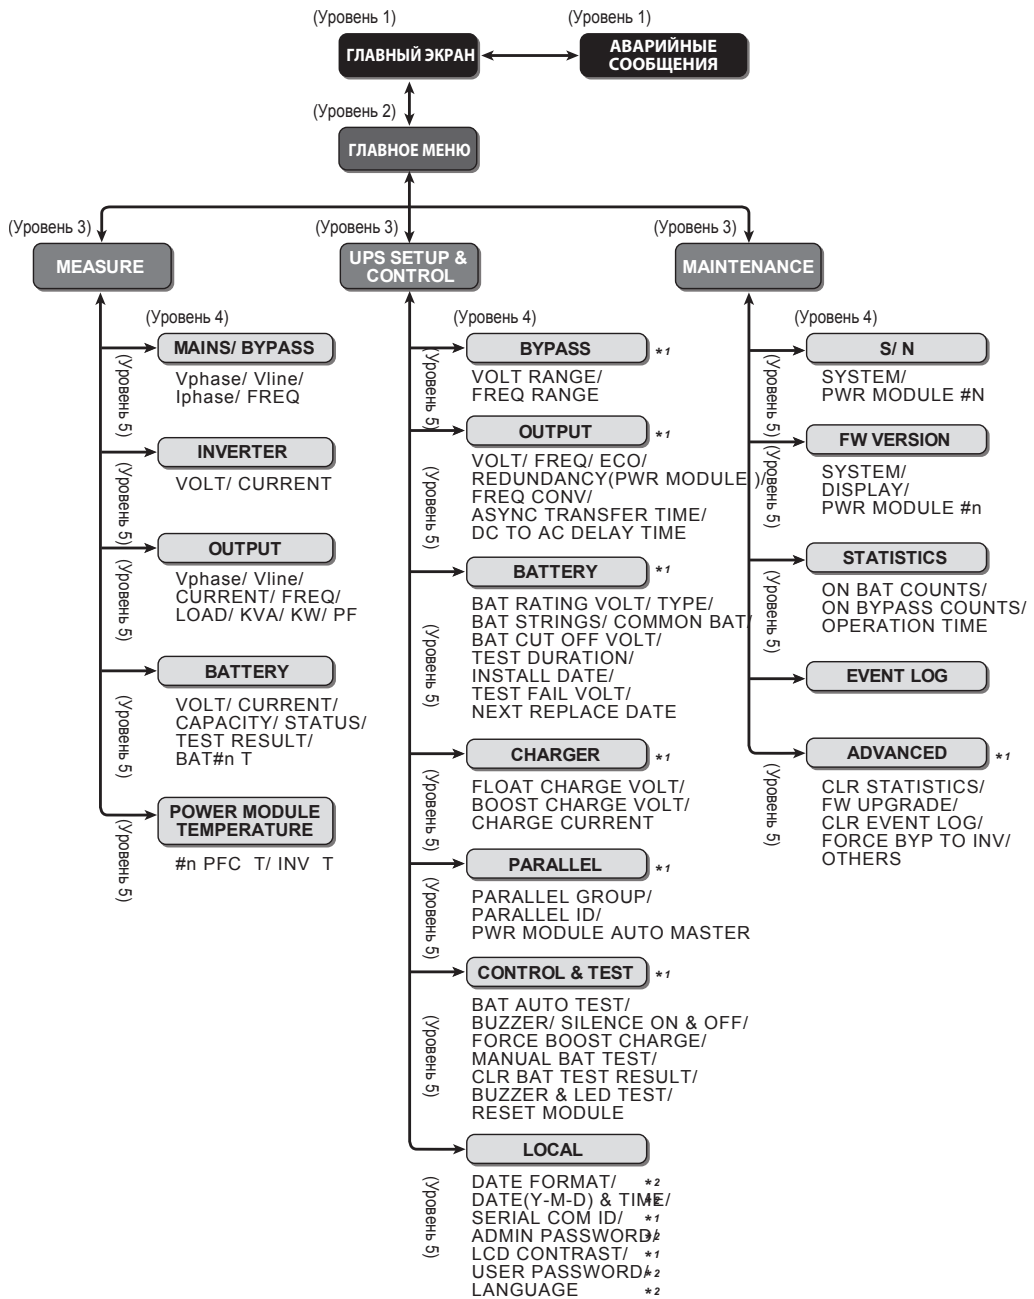 (Уровень 1)
(Уровень 1)
ГЛАВНЫЙ ЭКРАН
АВАРИЙНЫЕ
СООБЩЕНИЯ
(Уровень 2)
ГЛАВНОЕ МЕНЮ
(Уровень 3)
MEASURE
(Уровень 4)
MAINS/ BYPASS
(Уровень 5)
Vphase/ Vline/
Iphase/ FREQ
INVERTER
(Уровень 5)
VOLT/ CURRENT
OUTPUT
(Уровень 5)
Vphase/ Vline/
CURRENT/ FREQ/
LOAD/ KVA/ KW/ PF
BATTERY
(Уровень 5)
VOLT/ CURRENT/
CAPACITY/ STATUS/
TEST RESULT/
BAT#n T
POWER MODULE
TEMPERATURE
(Уровень 5)
#n PFC T/ INV T
(Уровень 3)
UPS SETUP &
CONTROL
(Уровень 4)
BYPASS *1
(Уровень 5)
VOLT RANGE/
FREQ RANGE
OUTPUT *1
(Уровень 5)
VOLT/ FREQ/ ECO/
REDUNDANCY(PWR MODULE )/
FREQ CONV/
ASYNC TRANSFER TIME/
DC TO AC DELAY TIME
BATTERY *1
(Уровень 5)
BAT RATING VOLT/ TYPE/
BAT STRINGS/ COMMON BAT/
BAT CUT OFF VOLT/
TEST DURATION/
INSTALL DATE/
TEST FAIL VOLT/
NEXT REPLACE DATE
CHARGER *1
(Уровень 5)
FLOAT CHARGE VOLT/
BOOST CHARGE VOLT/
CHARGE CURRENT
PARALLEL *1
(Уровень 5)
PARALLEL GROUP/
PARALLEL ID/
PWR MODULE AUTO MASTER
CONTROL & TEST *1
(Уровень 5)
BAT AUTO TEST/
BUZZER/ SILENCE ON & OFF/
FORCE BOOST CHARGE/
MANUAL BAT TEST/
CLR BAT TEST RESULT/
BUZZER & LED TEST/
RESET MODULE
LOCAL
(Уровень 5)
DATE FORMAT/ *2
DATE(Y-M-D) & TIME/ *2
SERIAL COM ID/ *1
ADMIN PASSWORD/ *2
LCD CONTRAST/ *1
USER PASSWORD/ *2
LANGUAGE *2
(Уровень 3)
MAINTENANCE
(Уровень 4)
S/ N
(Уровень 5)
SYSTEM/
PWR MODULE #N
FW VERSION
(Уровень 5)
SYSTEM/
DISPLAY/
PWR MODULE #n
STATISTICS
(Уровень 5)
ON BAT COUNTS/
ON BYPASS COUNTS/
OPERATION TIME
EVENT LOG
ADVANCED *1
(Уровень 5)
CLR STATISTICS/
FW UPGRADE/
CLR EVENT LOG/
FORCE BYP TO INV/
OTHERS